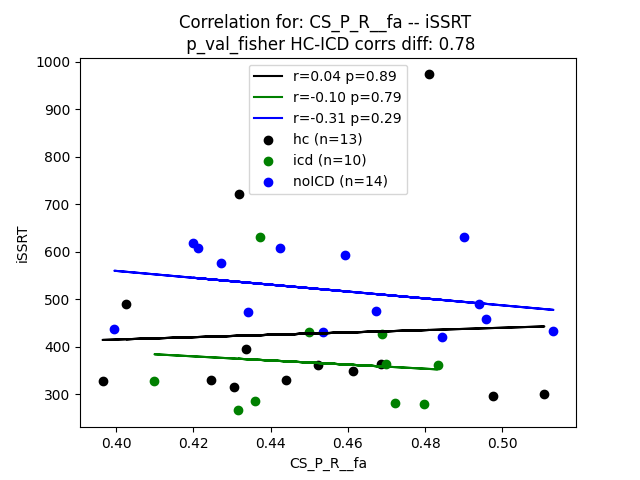 Correlation for: CS_P_R__fa -- iSSRT
p_val_fisher HC-ICD corrs diff: 0.78
r=0.04 p=0.89
r=-0.10 p=0.79
r=-0.31 p=0.29
hc (n=13)
icd (n=10)
noICD (n=14)
1000
900
800
700
600
500
400
300
iSSRT
0.40 0.42 0.44 0.46 0.48 0.50
CS_P_R__fa